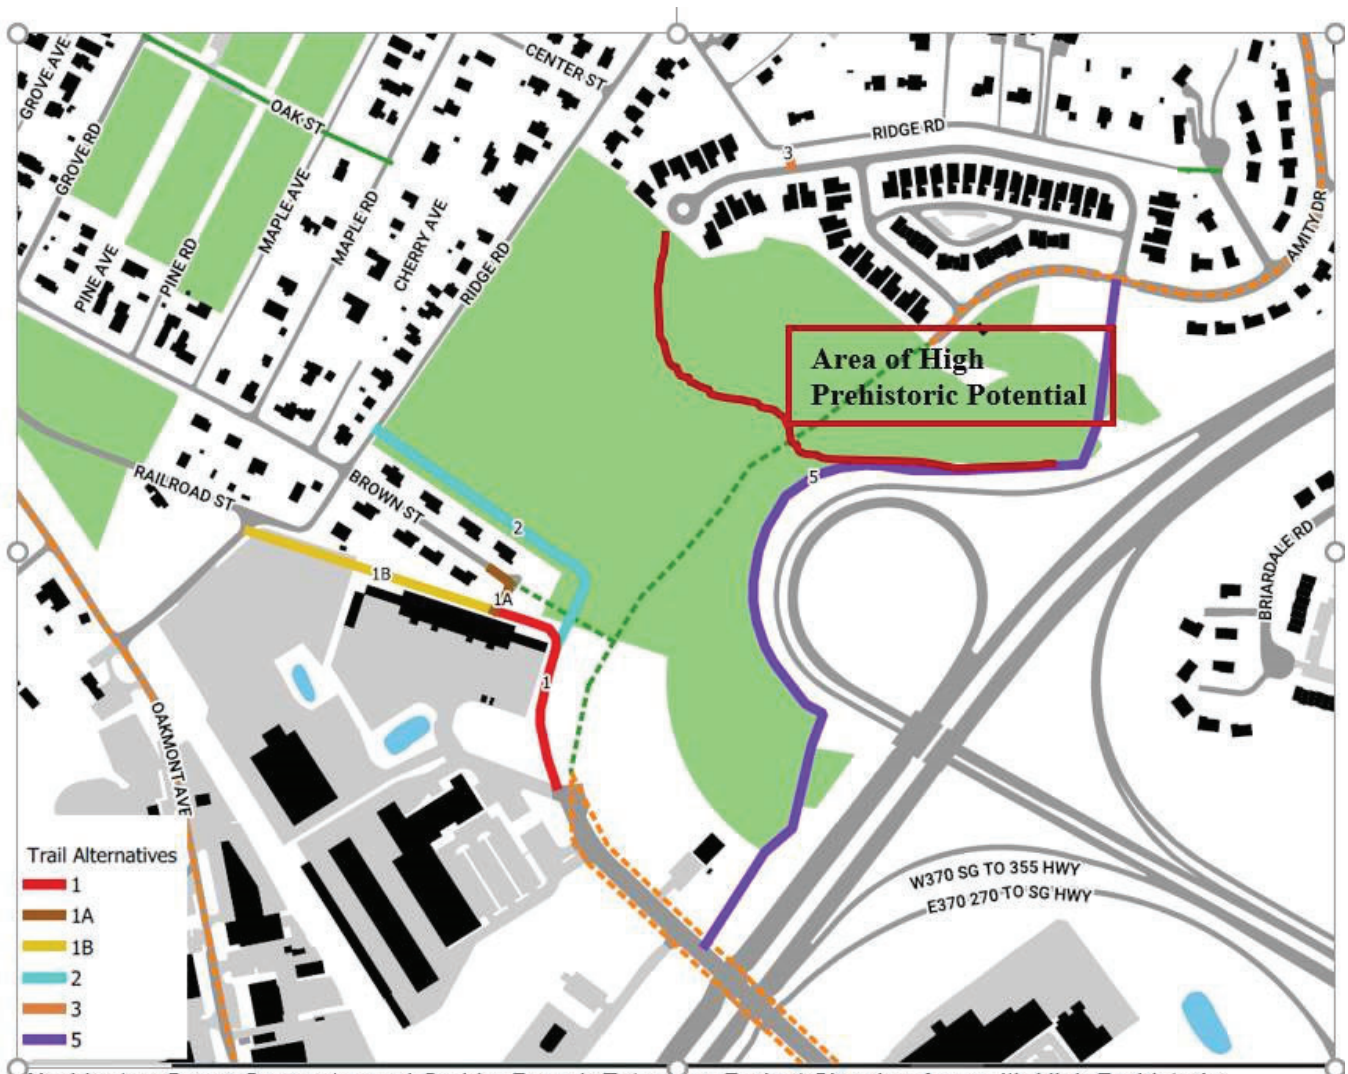 GROVE AVE
GROVE RD
OAK ST
CENTER ST
MAPLE AVE
MAPLE RD
CHERRY AVE
RIDGE RD
PINE AVE
PINE RD
3
RIDGE RD
AMITY DR
Area of High
Prehistoric Potential
RAILROAD ST
BROWN ST
2
5
1B
1A
1
BRIARDALE RD
OAKMONT AVE
W370 SG TO 355 HWY
E370 270 TO SG HWY
Trail Alternatives
1
1A
1B
2
3
5